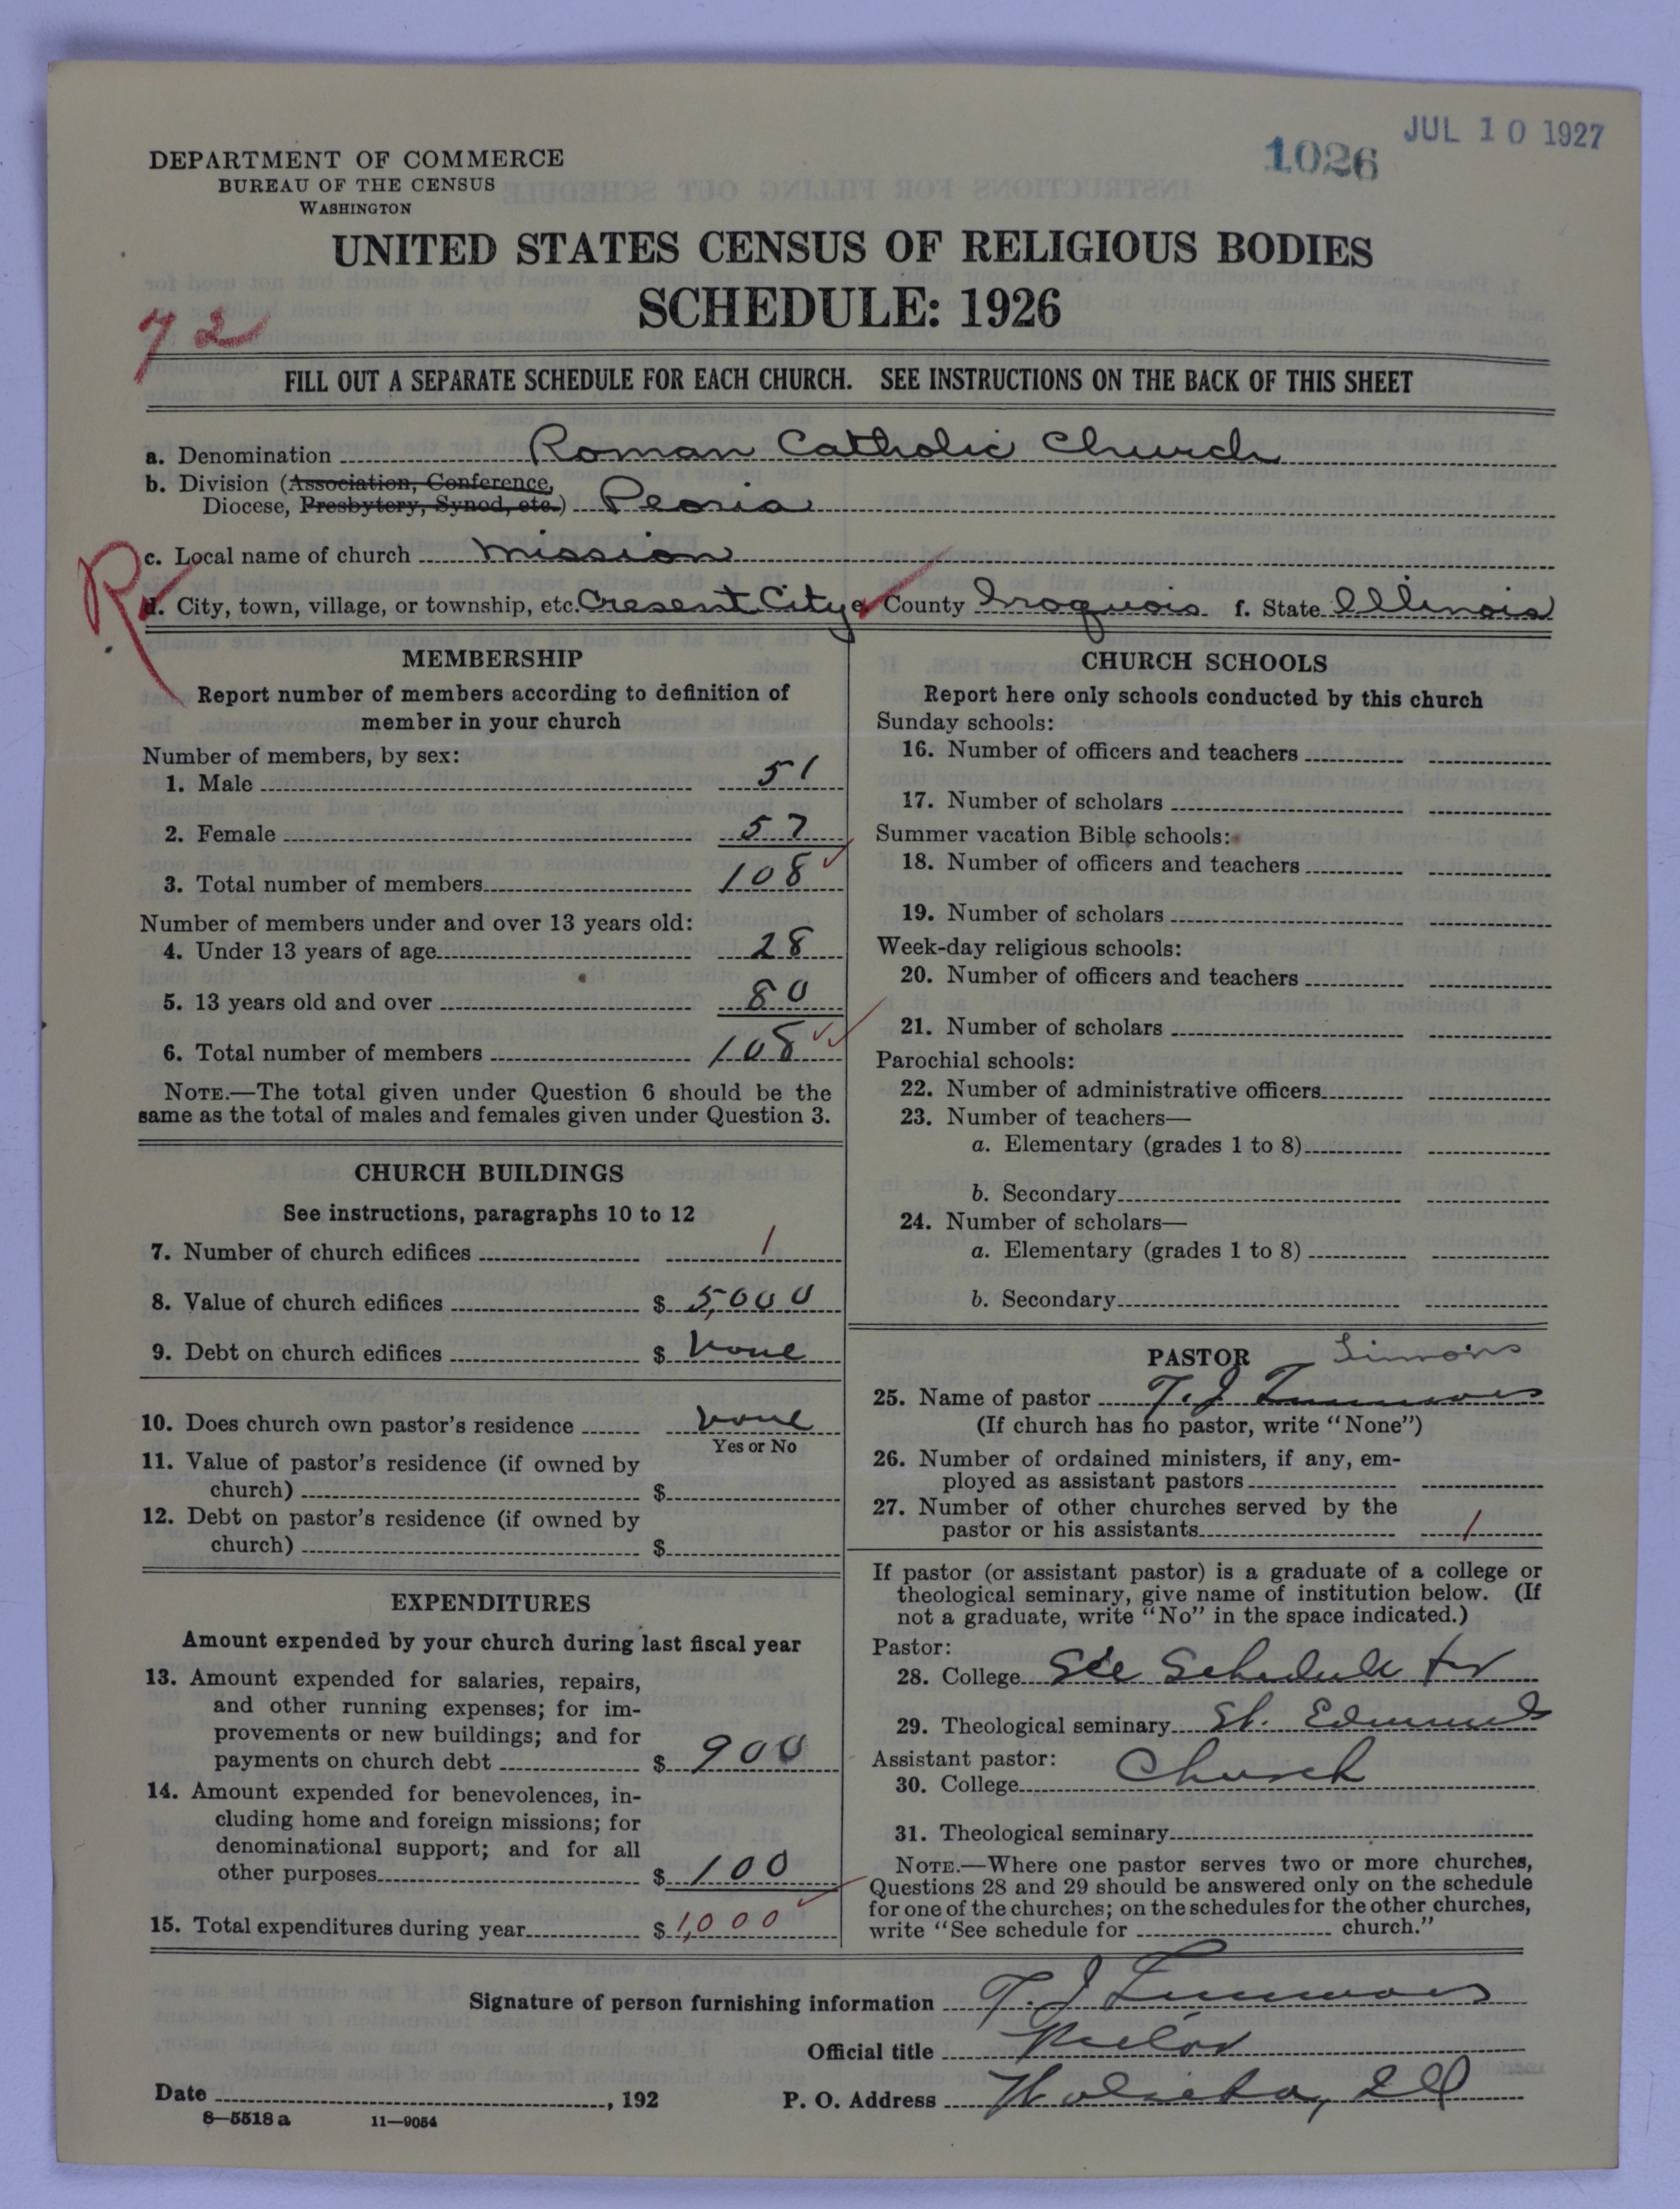 JUL 10 1927
1026
DEPARTMENT OF COMMERCE
BUREAU OF THE CENSUS
WASHINGTON
UNITED STATES CENSUS OF RELIGIOUS BODIES
SCHEDULE: 1926
72
FILL OUT A SEPARATE SCHEDULE FOR EACH CHURCH. SEE INSTRUCTIONS ON THE BACK OF THIS SHEET
a. Denomination Roman Catholic Church
b. Division (Association, Conference,
Diocese, Presbytery, Synod, etc.) Peoria
R
c. Local name of church Mission
d. City, town, village, or township, etc. Cresent City e. County Iroquois f. State Illinois
MEMBERSHIP
Report number of members according to definition of
member in your church
Number of members, by sex:
1. Male 51
2. Female 57
3. Total number of members 108
Number of members under and over 13 years old:
4. Under 13 years of age 28
5. 13 years old and over 80
6. Total number of members 108
NOTE.—The total given under Question 6 should be the
same as the total of males and females given under Question 3.
CHURCH BUILDINGS
See instructions, paragraphs 10 to 12
7. Number of church edifices 1
8. Value of church edifices $ 5,000
9. Debt on church edifices $ none
10. Does church own pastor's residence none
Yes or No
11. Value of pastor's residence (if owned by
church) $
12. Debt on pastor's residence (if owned by
church) $
EXPENDITURES
Amount expended by your church during last fiscal year
13. Amount expended for salaries, repairs,
and other running expenses; for im-
provements or new buildings; and for
payments on church debt $ 900
14. Amount expended for benevolences, in-
cluding home and foreign missions; for
denominational support; and for all
other purposes $ 100
15. Total expenditures during year $ 1,000
CHURCH SCHOOLS
Report here only schools conducted by this church
Sunday schools:
16. Number of officers and teachers
17. Number of scholars
Summer vacation Bible schools:
18. Number of officers and teachers
19. Number of scholars
Week-day religious schools:
20. Number of officers and teachers
21. Number of scholars
Parochial schools:
22. Number of administrative officers
23. Number of teachers—
a. Elementary (grades 1 to 8)
b. Secondary
24. Number of scholars—
a. Elementary (grades 1 to 8)
b. Secondary
PASTOR
25. Name of pastor T. J.
(If church has no pastor, write "None")
26. Number of ordained ministers, if any, em-
ployed as assistant pastors
27. Number of other churches served by the
pastor or his assistants 1
If pastor (or assistant pastor) is a graduate of a college or
theological seminary, give name of institution below. (If
not a graduate, write "No" in the space indicated.)
Pastor:
28. College See Schedule for
29. Theological seminary St. Edmunds
Assistant pastor:
30. College Church
31. Theological seminary
NOTE.—Where one pastor serves two or more churches,
Questions 28 and 29 should be answered only on the schedule
for one of the churches; on the schedules for the other churches,
write "See schedule for church."
Signature of person furnishing information T. J.
Official title
Date , 192
P. O. Address Ill
8—5518 a 11—9054